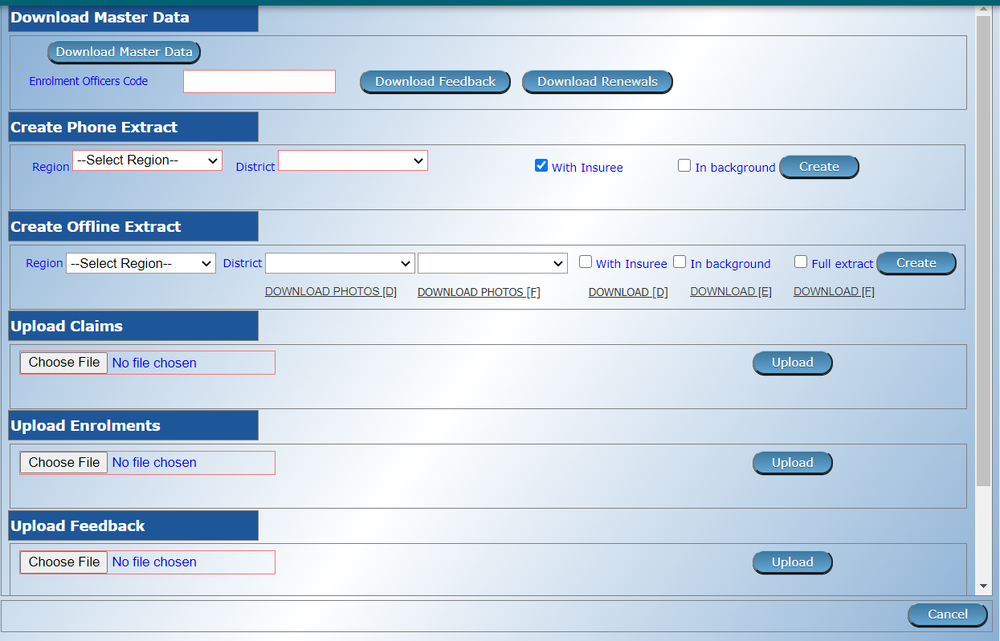 Download Master Data
Download Master Data
Enrolment Officers Code Download Feedback Download Renewals
Create Phone Extract
Region --Select Region-- District With Insuree In background Create
Create Offline Extract
Region --Select Region-- District With Insuree In background Full extract Create
DOWNLOAD PHOTOS [D] DOWNLOAD PHOTOS [F] DOWNLOAD [D] DOWNLOAD [E] DOWNLOAD [F]
Upload Claims
Choose File No file chosen Upload
Upload Enrolments
Choose File No file chosen Upload
Upload Feedback
Choose File No file chosen Upload
Cancel